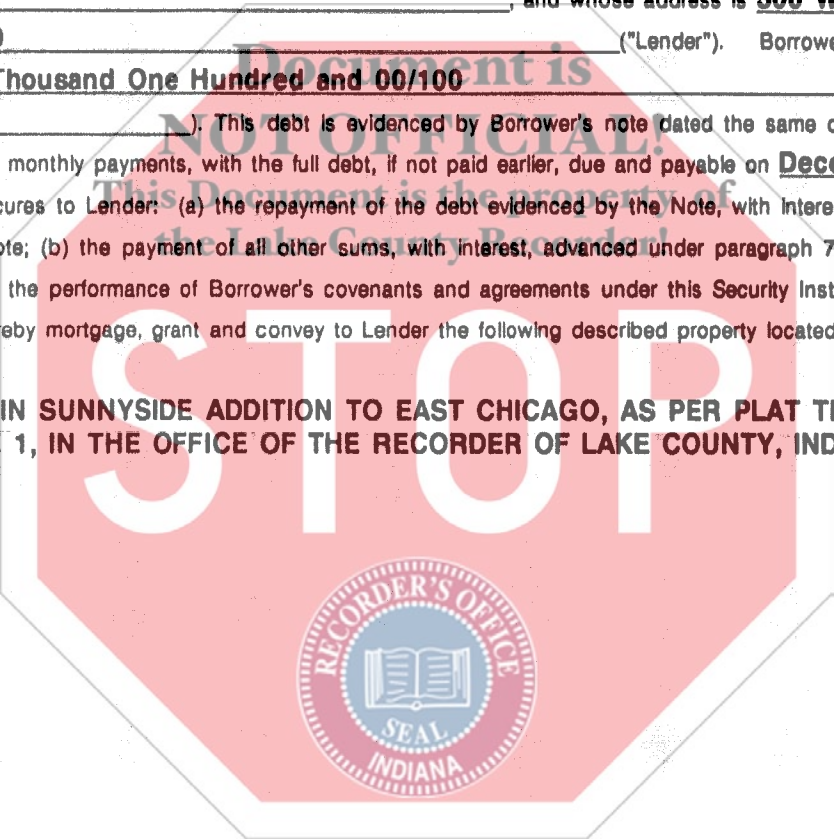 , and whose address is
("Lender"). Borrowe
Thousand One Hundred and 00/100
). This debt is evidenced by Borrower's note dated the same
monthly payments, with the full debt, if not paid earlier, due and payable on Dece
cures to Lender: (a) the repayment of the debt evidenced by the Note, with intere
ote; (b) the payment of all other sums, with interest, advanced under paragraph 7
the performance of Borrower's covenants and agreements under this Security Inst
reby mortgage, grant and convey to Lender the following described property located
IN SUNNYSIDE ADDITION TO EAST CHICAGO, AS PER PLAT T
1, IN THE OFFICE OF THE RECORDER OF LAKE COUNTY, IND
Document is
NOT OFFICIAL!
This Document is the property of
the Lake County Recorder!
STOP
RECORDER'S OFFICE
SEAL
INDIANA